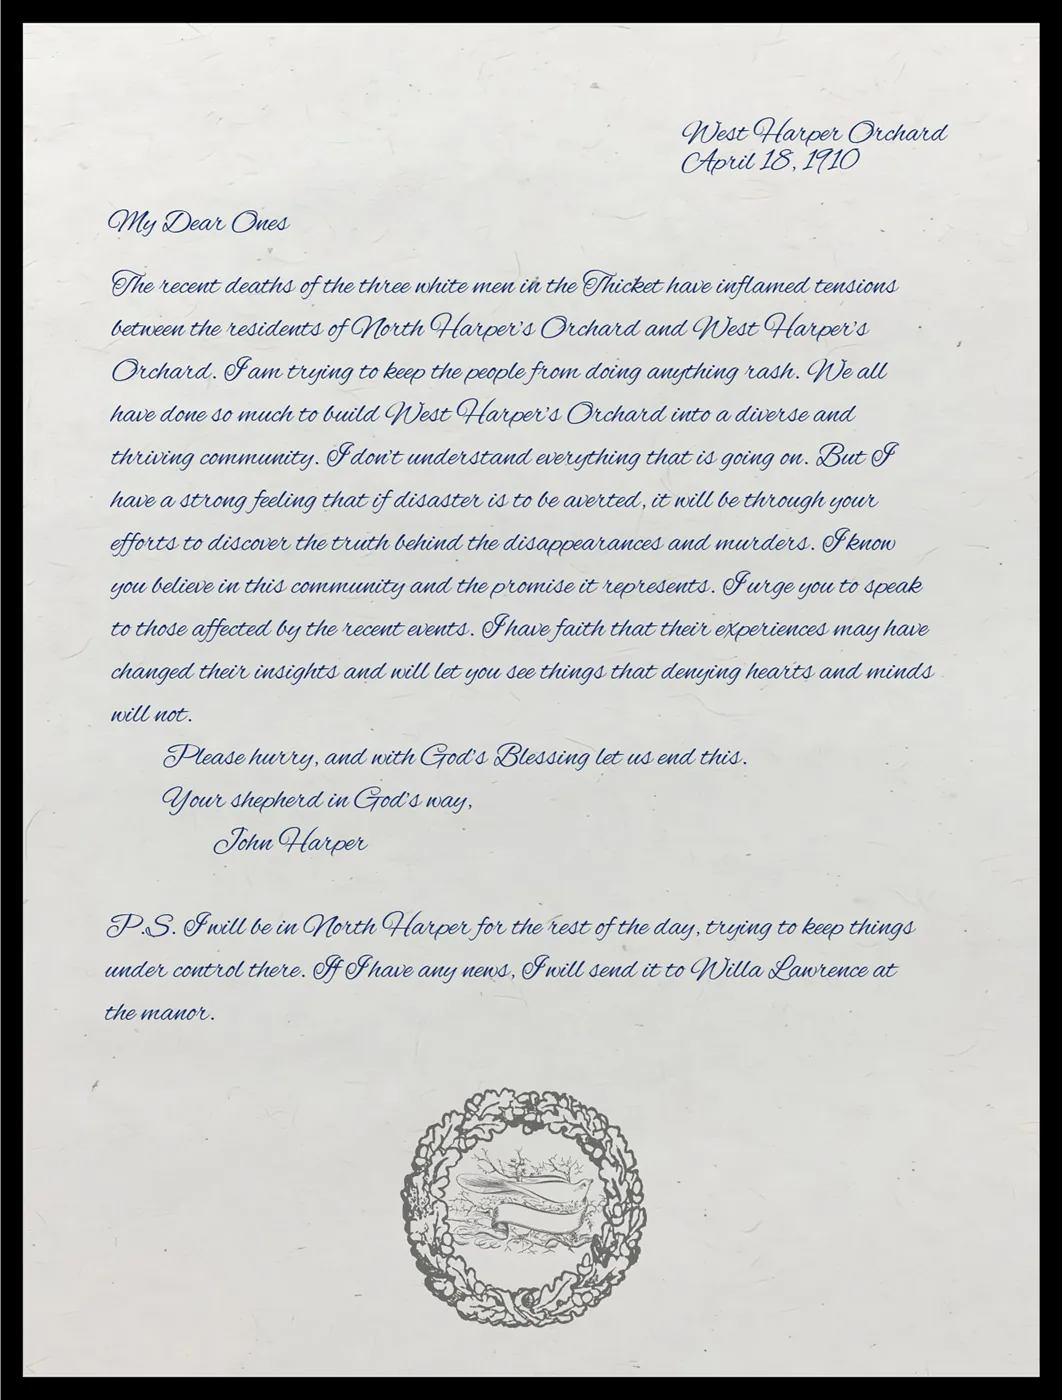 West Harper Orchard
April 18, 1910
My Dear Ones
The recent deaths of the three white men in the Thicket have inflamed tensions
between the residents of North Harper's Orchard and West Harper's
Orchard. I am trying to keep the people from doing anything rash. We all
have done so much to build West Harper's Orchard into a diverse and
thriving community. I don't understand everything that is going on. But I
have a strong feeling that if disaster is to be averted, it will be through your
efforts to discover the truth behind the disappearances and murders. I know
you believe in this community and the promise it represents. I urge you to speak
to those affected by the recent events. I have faith that their experiences may have
changed their insights and will let you see things that denying hearts and minds
will not.
Please hurry, and with God's Blessing let us end this.
Your shepherd in God's way,
John Harper
P.S. I will be in North Harper for the rest of the day, trying to keep things
under control there. If I have any news, I will send it to Willa Lawrence at
the manor.